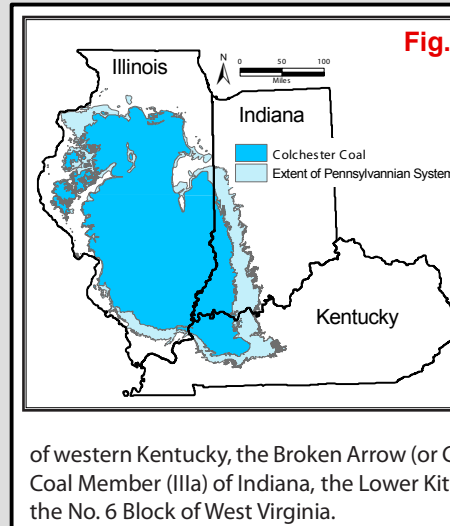 Fig.
Illinois
N
0 50 100
Miles
Indiana
Colchester Coal
Extent of Pennsylvannian System
Kentucky
of western Kentucky, the Broken Arrow (or C
Coal Member (IIIa) of Indiana, the Lower Kit
the No. 6 Block of West Virginia.